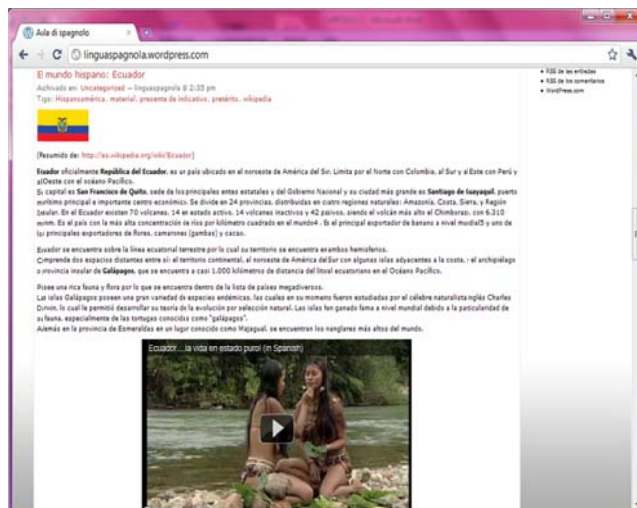 Aula di spagnolo
linguaspagnola.wordpress.com
El mundo hispano: Ecuador
Archivado en: Uncategorized — linguaspagnola @ 2:35 pm
Tags: Hispanoamérica, material, presente de indicativo, pretérito, wikipedia
RSS de las entradas
RSS de los comentarios
WordPress.com
[Resumido de: http://es.wikipedia.org/wiki/Ecuador]
Ecuador oficialmente República del Ecuador, es un país ubicado en el noroeste de América del Sur. Limita por el Norte con Colombia, al Sur y al Este con Perú y
al Oeste con el océano Pacífico.
Su capital es San Francisco de Quito, sede de los principales entes estatales y del Gobierno Nacional y su ciudad más grande es Santiago de Guayaquil, puerto
marítimo principal e importante centro económico. Se divide en 24 provincias, distribuidas en cuatro regiones naturales: Amazonía, Costa, Sierra, y Región
Insular. En el Ecuador existen 70 volcanes; 14 en estado activo, 14 volcanes inactivos y 42 pasivos, siendo el volcán más alto el Chimborazo, con 6.310
msnm. Es el país con la más alta concentración de ríos por kilómetro cuadrado en el mundo4 . Es el principal exportador de banano a nivel mundial5 y uno de
los principales exportadores de flores, camarones [gambas] y cacao.
Ecuador se encuentra sobre la línea ecuatorial terrestre por lo cual su territorio se encuentra en ambos hemisferios.
Comprende dos espacios distantes entre sí: el territorio continental, al noroeste de América del Sur con algunas islas adyacentes a la costa, y el archipiélago
o provincia insular de Galápagos, que se encuentra a casi 1.000 kilómetros de distancia del litoral ecuatoriano en el Océano Pacífico.
Posee una rica fauna y flora por lo que se encuentra dentro de la lista de países megadiversos.
Las islas Galápagos poseen una gran variedad de especies endémicas, las cuales en su momento fueron estudiadas por el célebre naturalista inglés Charles
Darwin, lo cual le permitió desarrollar su teoría de la evolución por selección natural. Las islas han ganado fama a nivel mundial debido a la particularidad de
su fauna, especialmente de las tortugas conocidas como "galápagos".
Además en la provincia de Esmeraldas en un lugar conocido como Majagual, se encuentran los manglares más altos del mundo.
Ecuador....la vida en estado puro! (in Spanish)